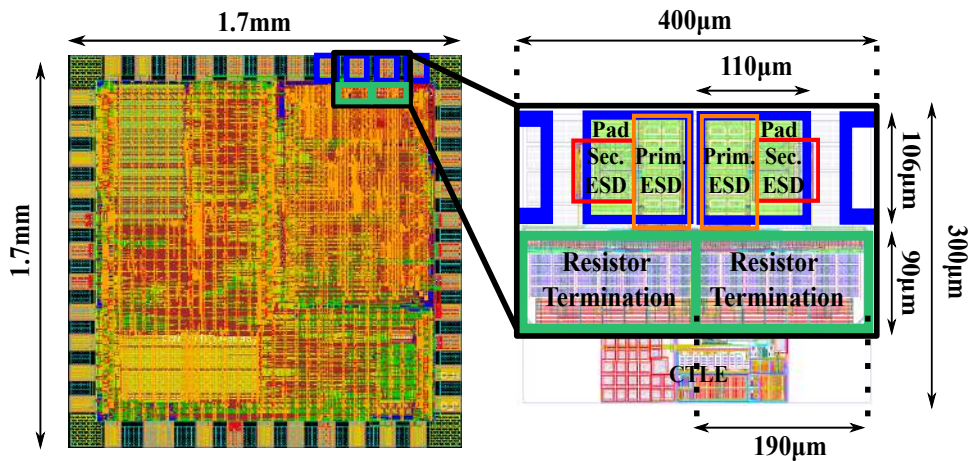 1.7mm
1.7mm
400µm
110µm
Pad
Sec.
ESD
Prim.
ESD
Prim.
ESD
Pad
Sec.
ESD
106µm
300µm
Resistor
Termination
Resistor
Termination
90µm
CTLE
190µm